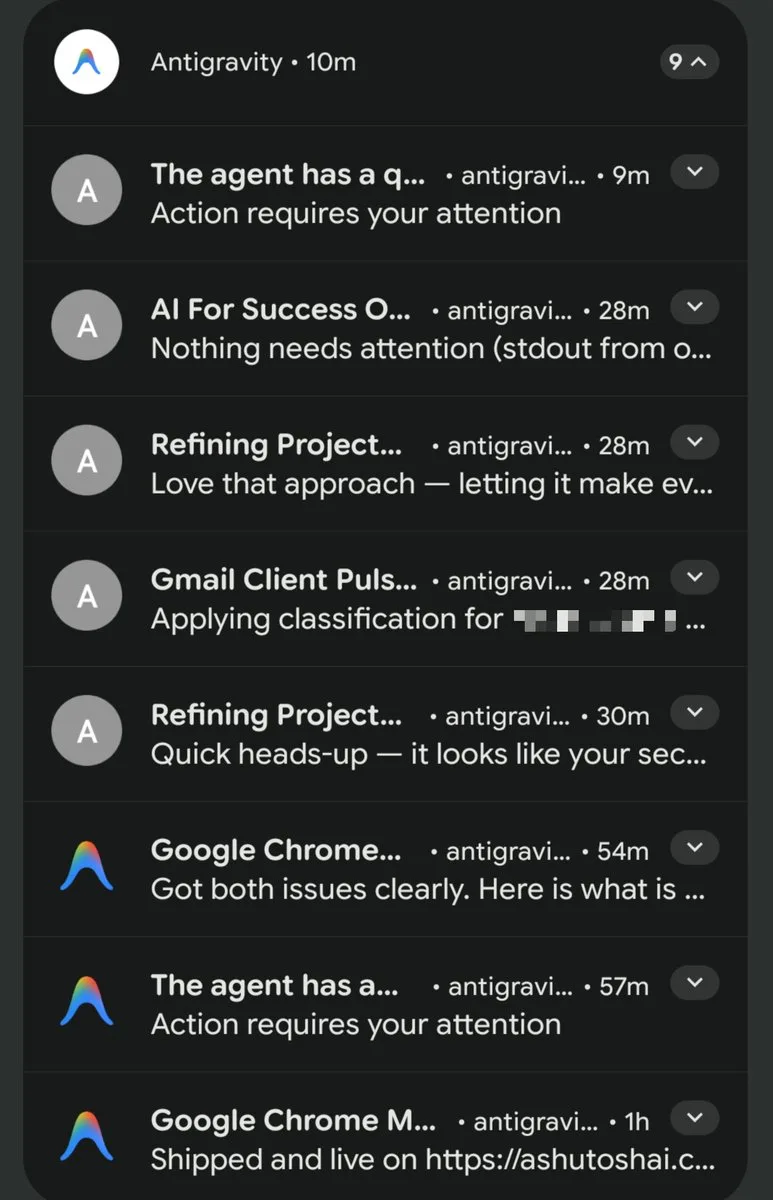 Antigravity • 10m
9
A
The agent has a q... • antigravi... • 9m
Action requires your attention
A
AI For Success O... • antigravi... • 28m
Nothing needs attention (stdout from o...
A
Refining Project... • antigravi... • 28m
Love that approach — letting it make ev...
A
Gmail Client Puls... • antigravi... • 28m
Applying classification for ...
A
Refining Project... • antigravi... • 30m
Quick heads-up — it looks like your sec...
Google Chrome... • antigravi... • 54m
Got both issues clearly. Here is what is ...
The agent has a... • antigravi... • 57m
Action requires your attention
Google Chrome M... • antigravi... • 1h
Shipped and live on https://ashutoshai.c...